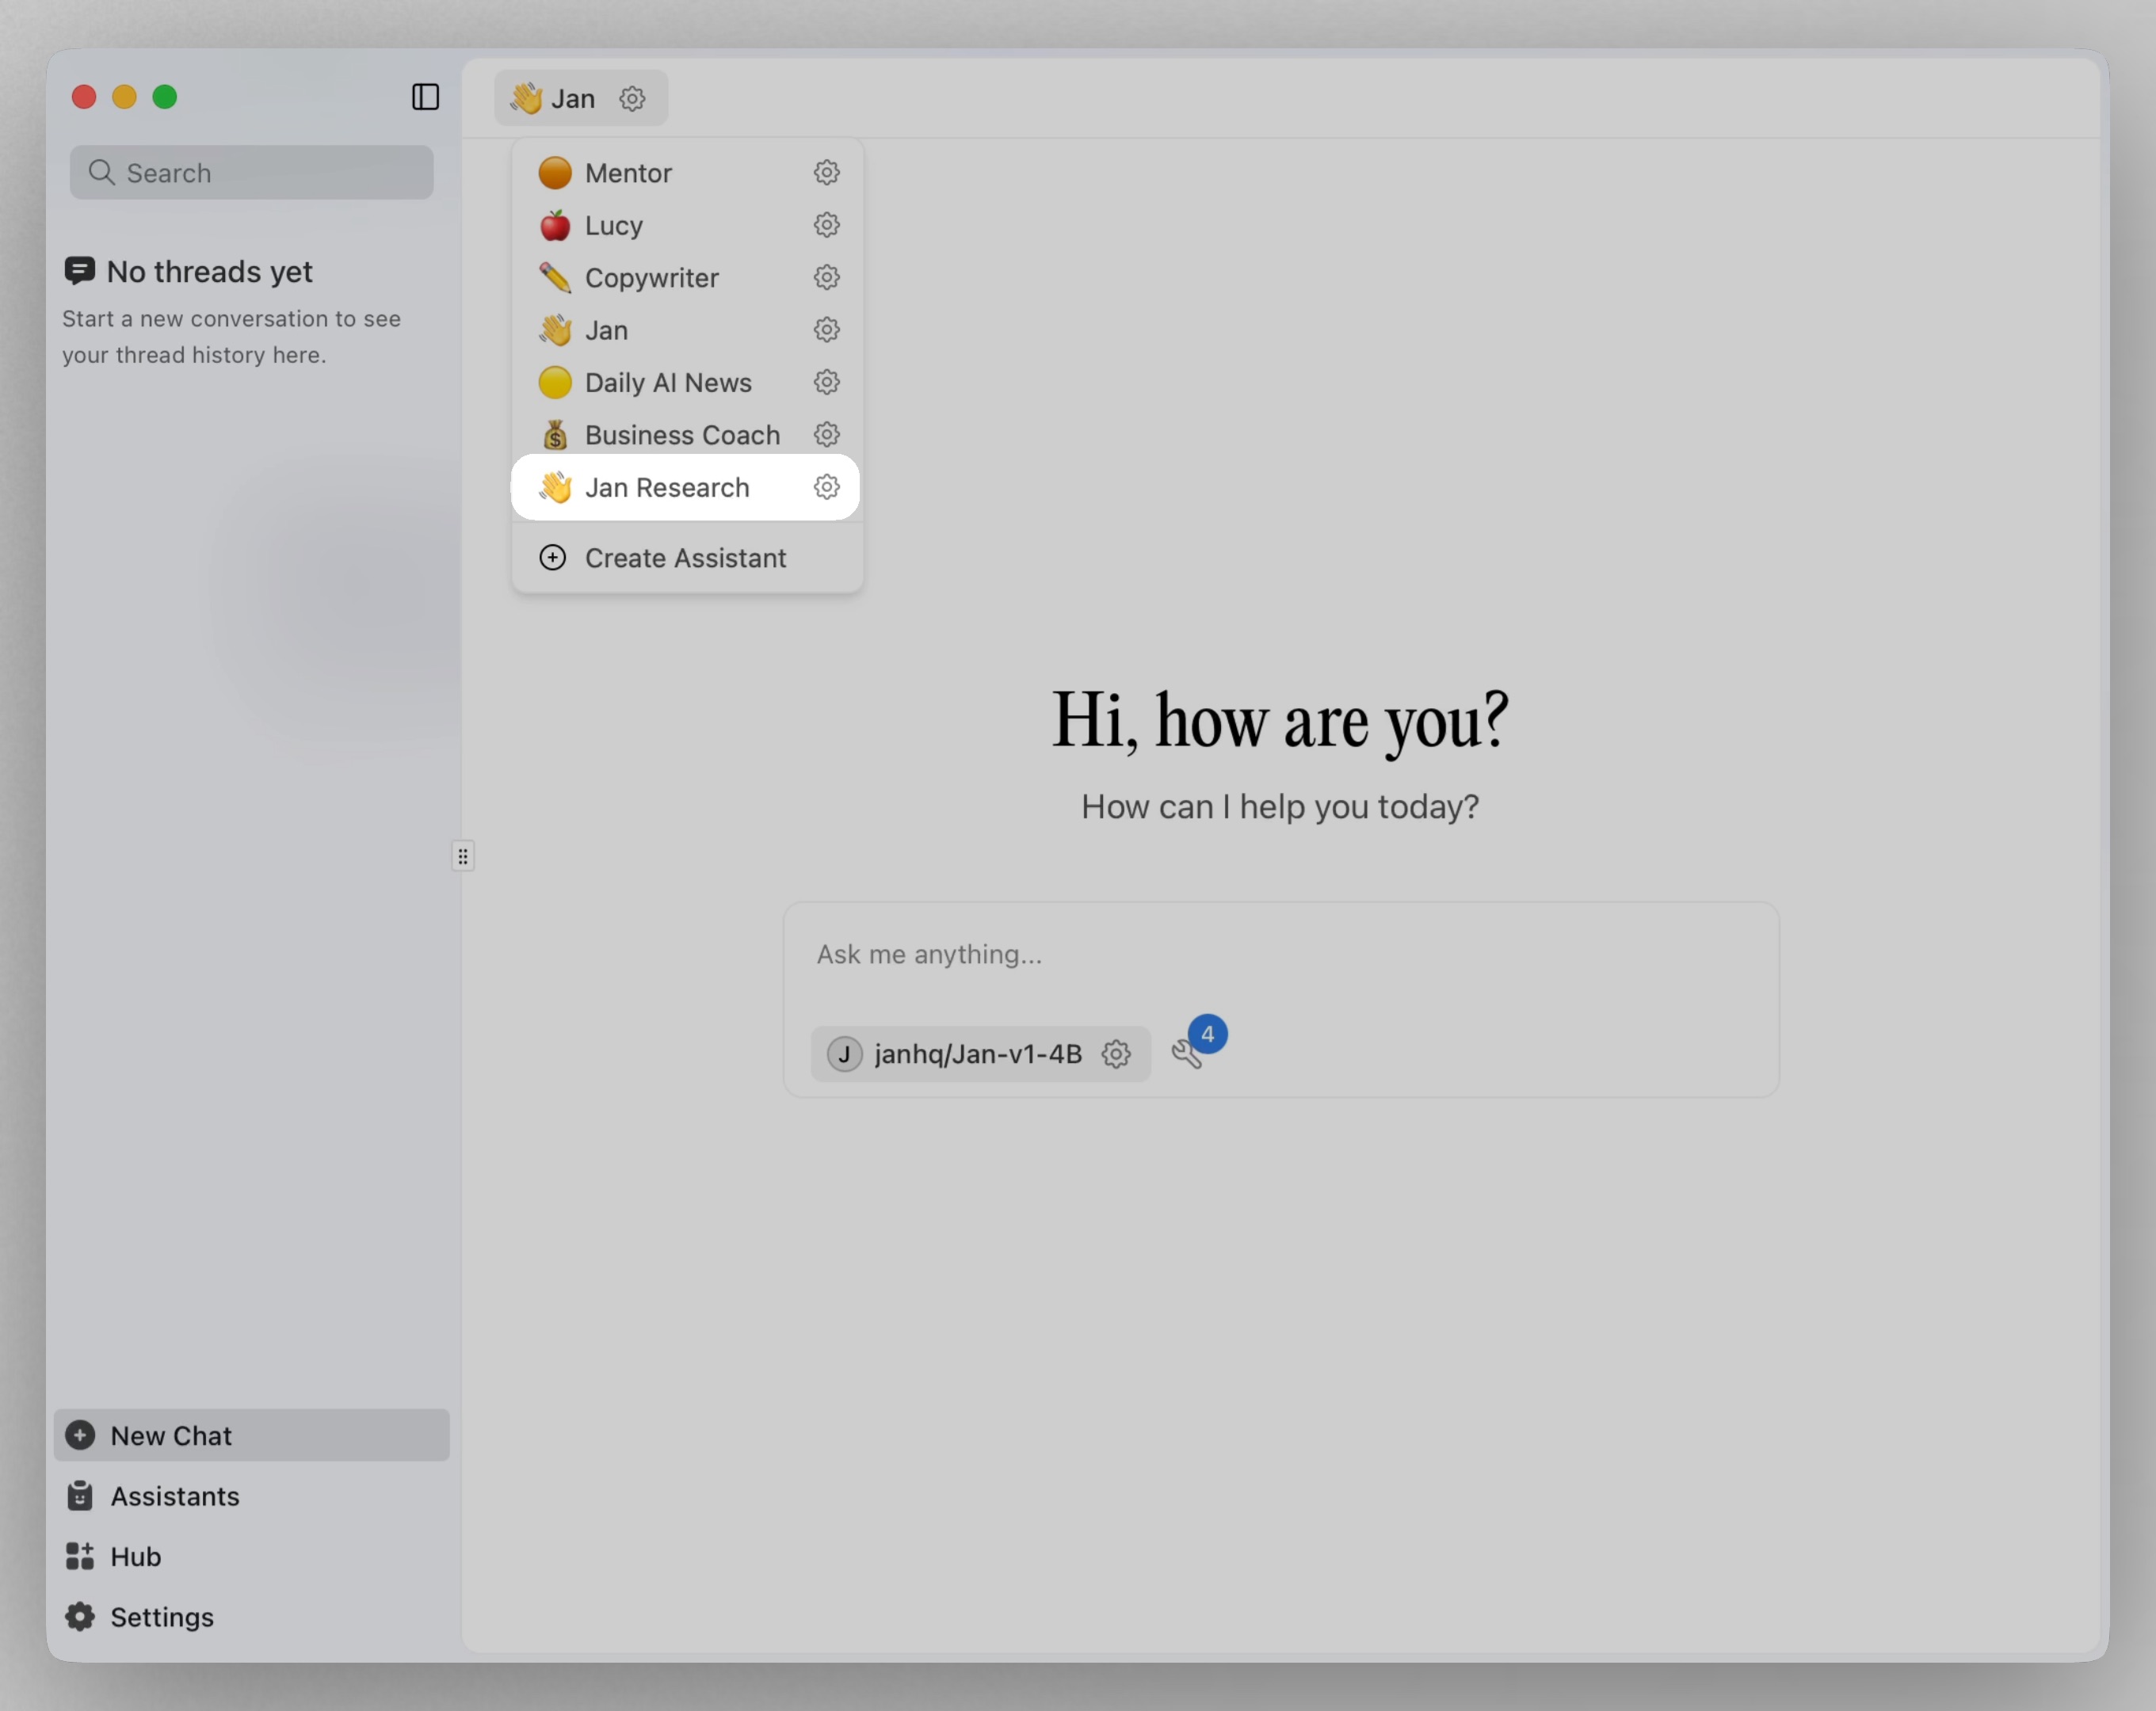 Jan
Search
No threads yet
Start a new conversation to see
your thread history here.
Mentor
Lucy
Copywriter
Jan
Daily AI News
Business Coach
Jan Research
Create Assistant
Hi, how are you?
How can I help you today?
Ask me anything...
J janhq/Jan-v1-4B 4
New Chat
Assistants
Hub
Settings